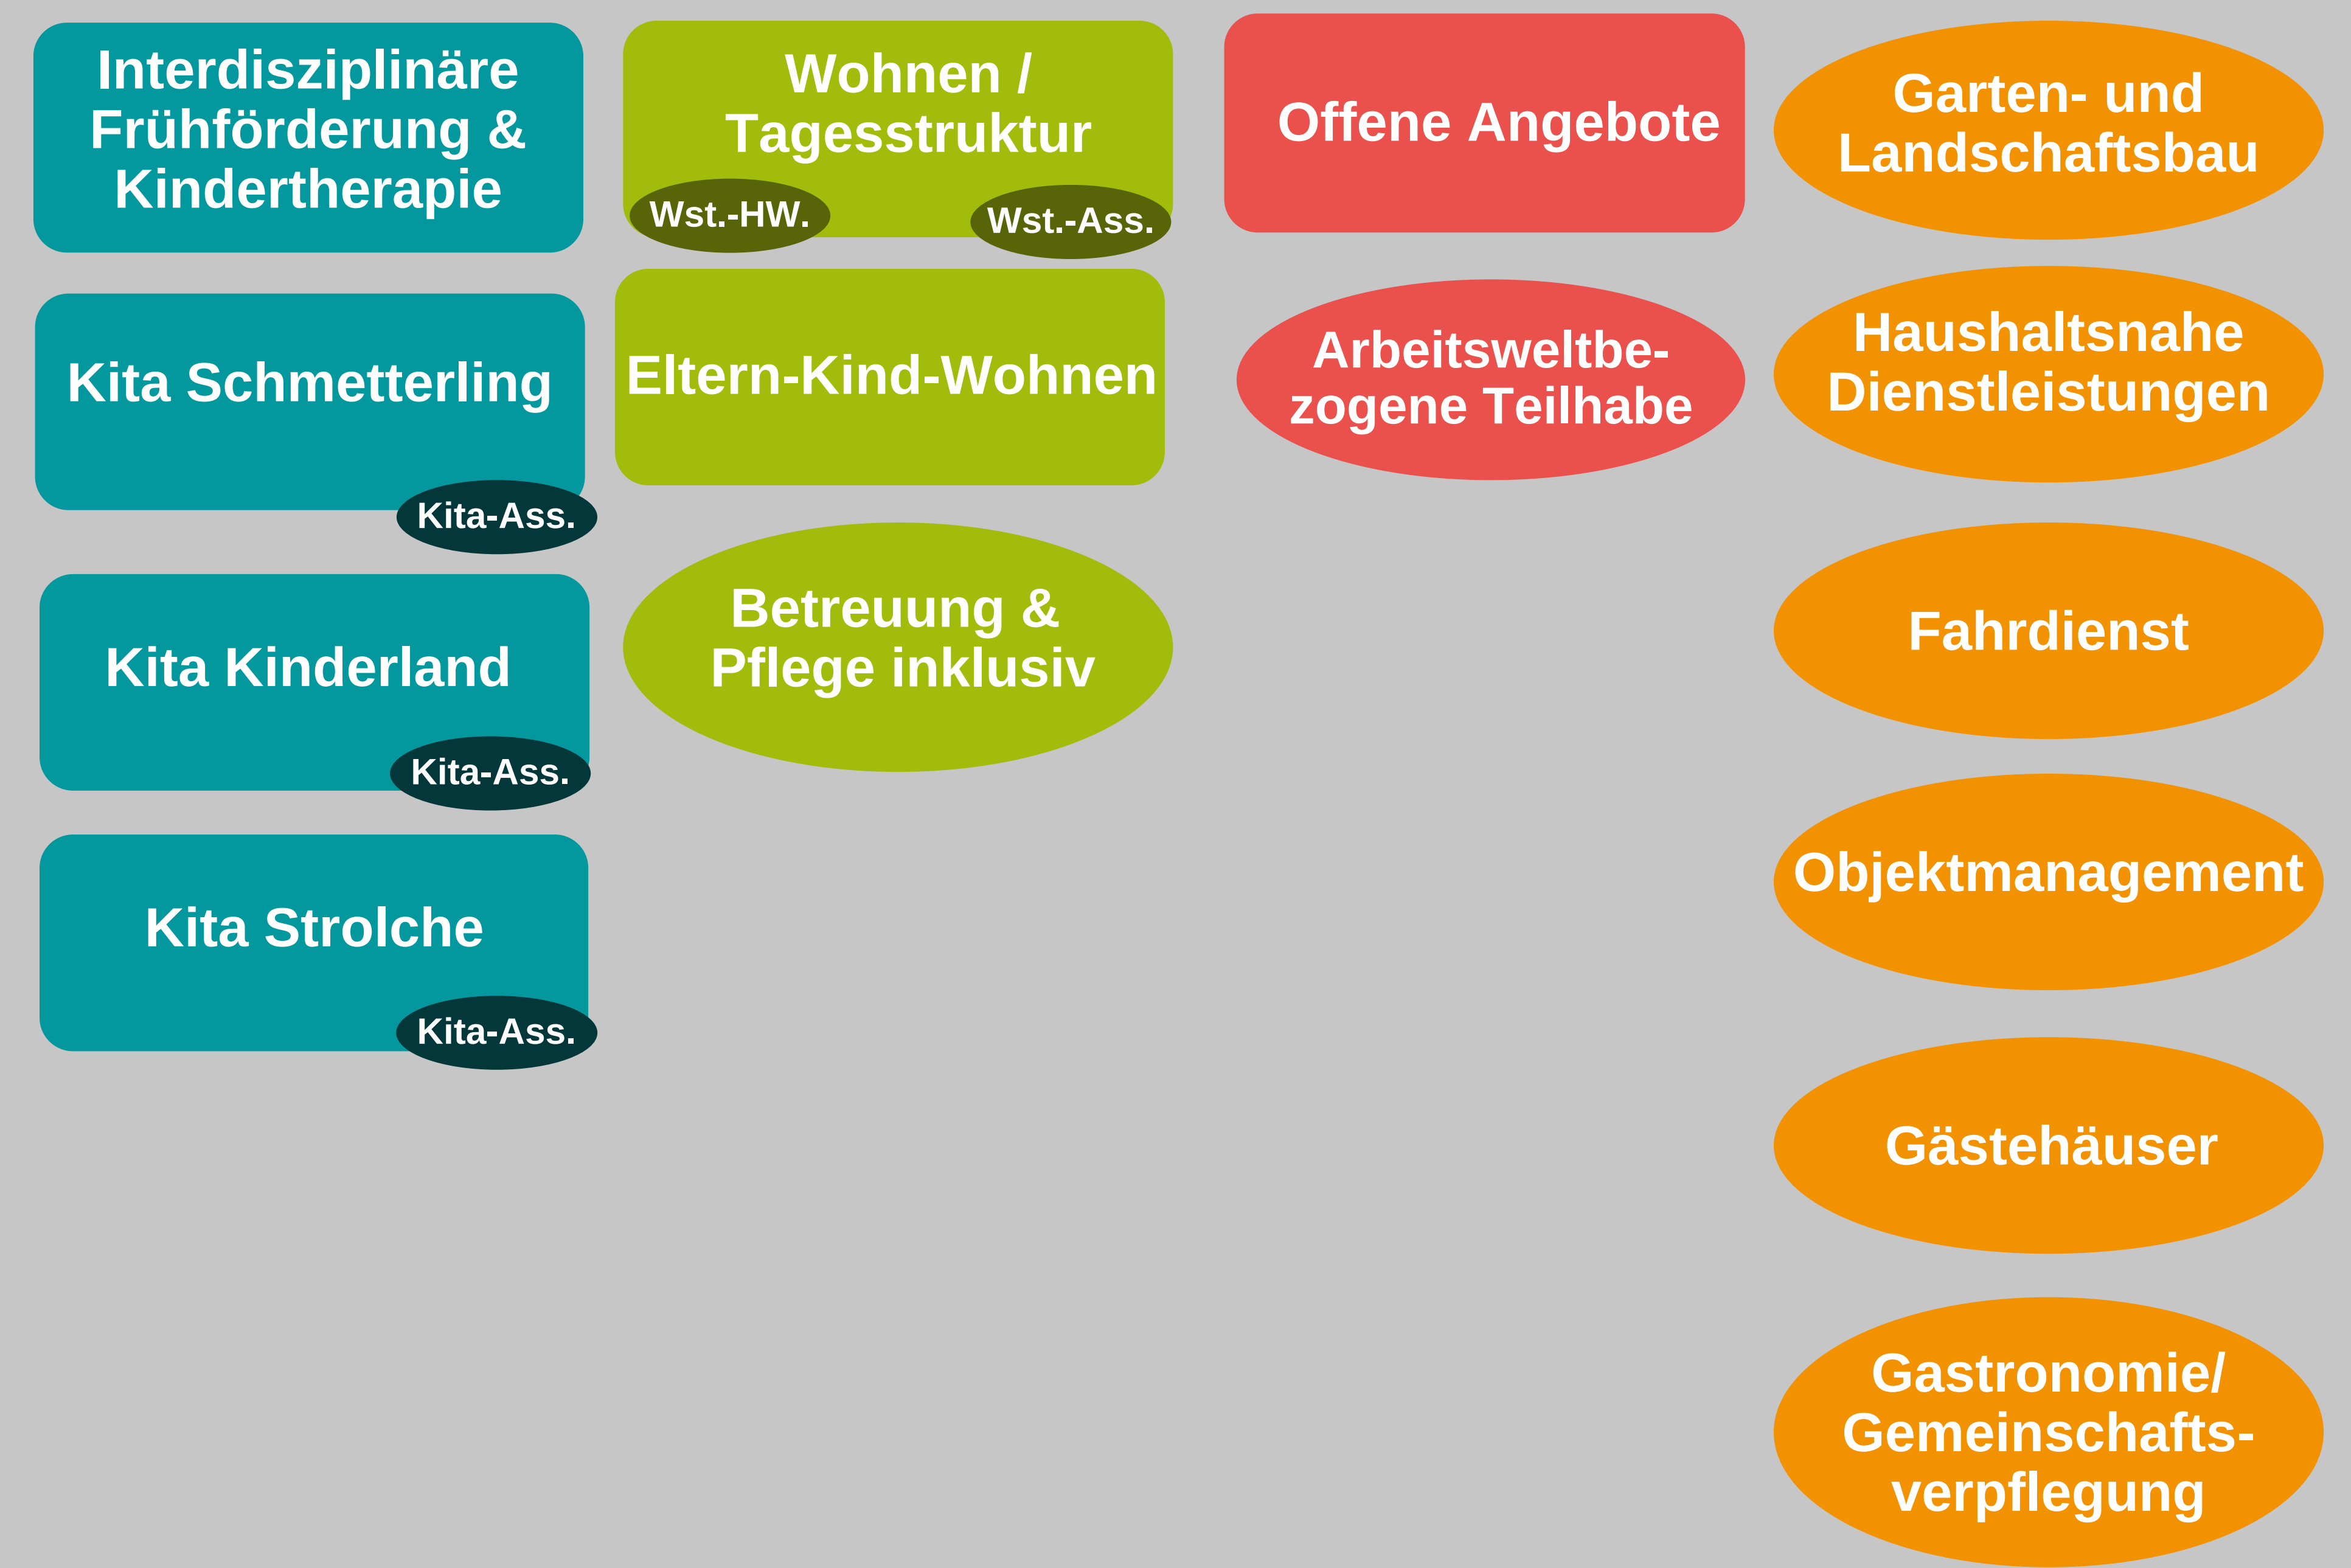 Interdisziplinäre
Frühförderung &
Kindertherapie
Kita Schmetterling
Kita-Ass.
Kita Kinderland
Kita-Ass.
Kita Strolche
Kita-Ass.
Wohnen /
Tagesstruktur
Wst.-HW.
Wst.-Ass.
Eltern-Kind-Wohnen
Betreuung &
Pflege inklusiv
Offene Angebote
Arbeitsweltbe-
zogene Teilhabe
Garten- und
Landschaftsbau
Haushaltsnahe
Dienstleistungen
Fahrdienst
Objektmanagement
Gästehäuser
Gastronomie/
Gemeinschafts-
verpflegung